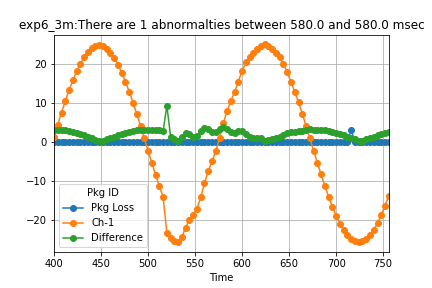 exp6_3m:There are 1 abnormalties between 580.0 and 580.0 msec
20
10
0
−10
−20
Pkg ID
Pkg Loss
Ch-1
Difference
400 450 500 550 600 650 700 750
Time